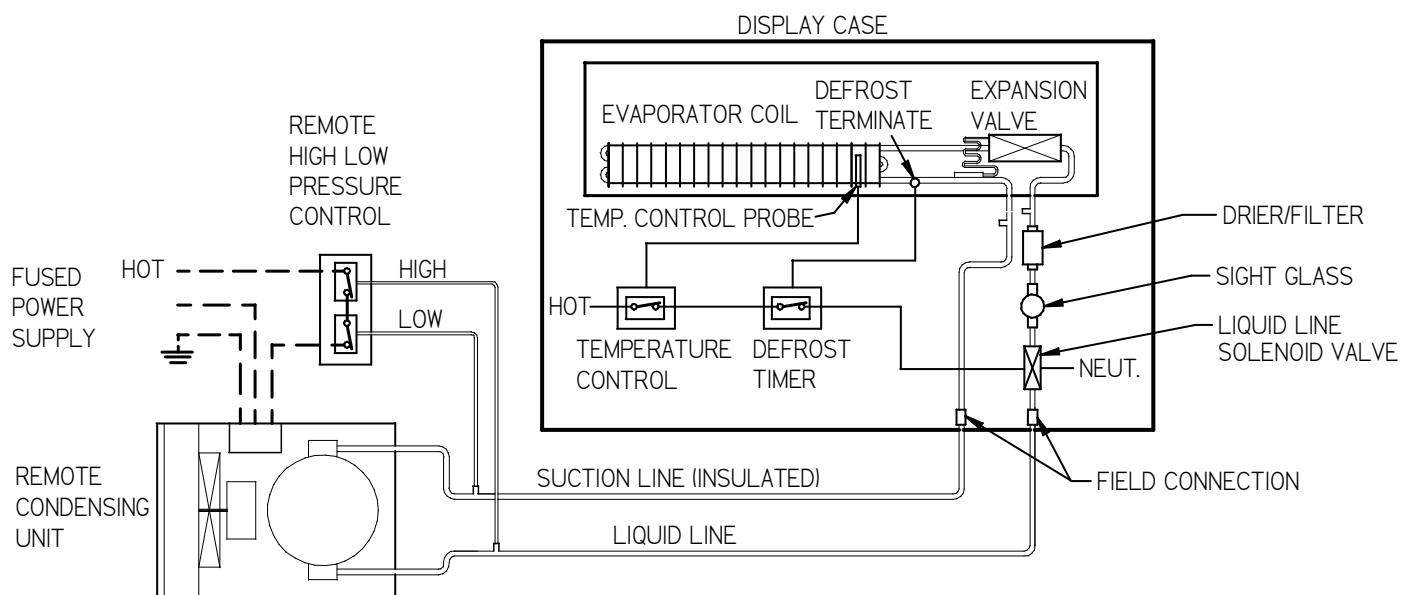 DISPLAY CASE
EVAPORATOR COIL
DEFROST
TERMINATE
EXPANSION
VALVE
REMOTE
HIGH LOW
PRESSURE
CONTROL
TEMP. CONTROL PROBE
DRIER/FILTER
FUSED
POWER
SUPPLY
HOT
HIGH
LOW
SIGHT GLASS
HOT
TEMPERATURE
CONTROL
DEFROST
TIMER
LIQUID LINE
SOLENOID VALVE
NEUT.
REMOTE
CONDENSING
UNIT
SUCTION LINE (INSULATED)
FIELD CONNECTION
LIQUID LINE